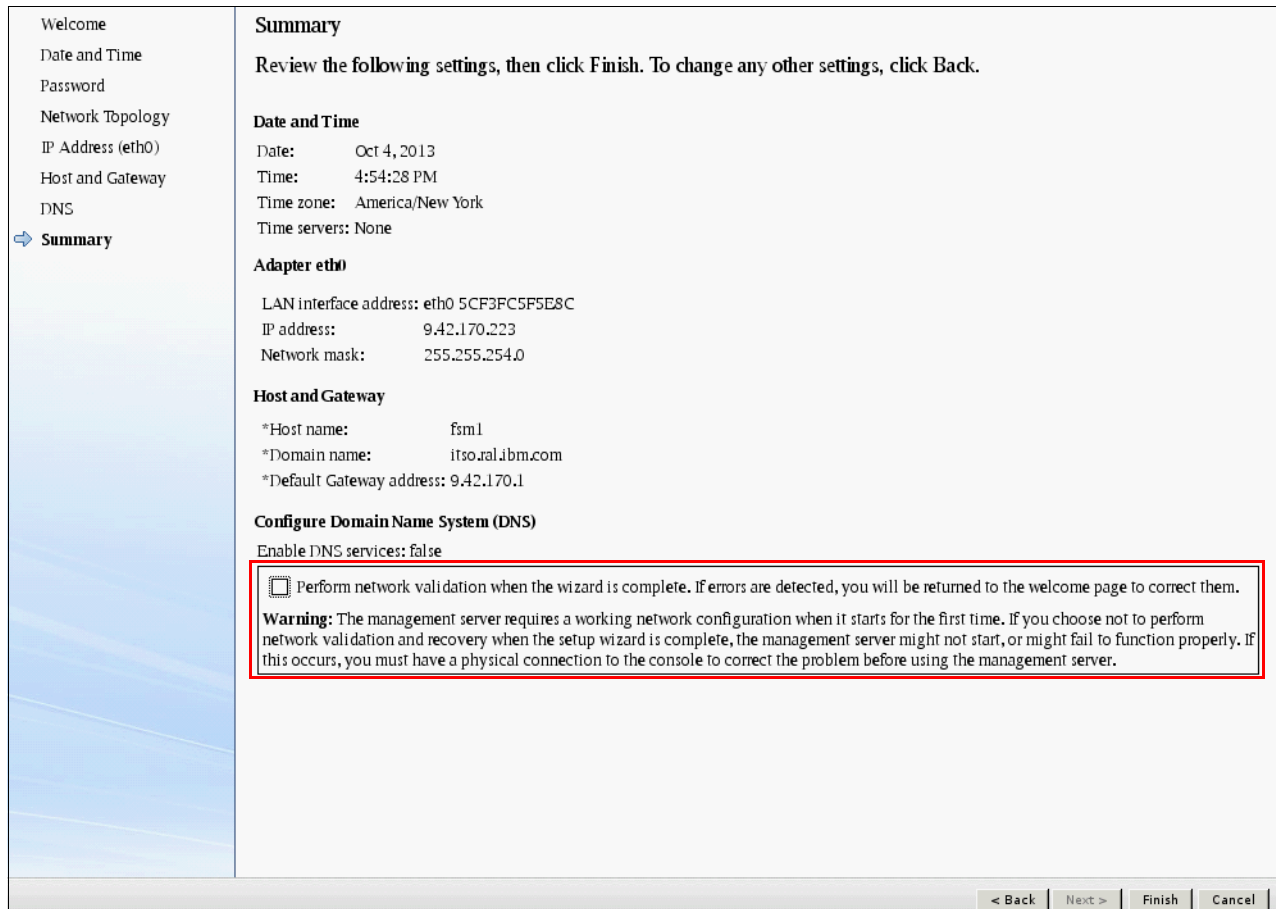 Welcome
Date and Time
Password
Network Topology
IP Address (eth0)
Host and Gateway
DNS
Summary
Summary
Review the following settings, then click Finish. To change any other settings, click Back.
Date and Time
Date: Oct 4, 2013
Time: 4:54:28 PM
Time zone: America/New York
Time servers: None
Adapter eth0
LAN interface address: eth0 5CF3FC5F5E8C
IP address: 9.42.170.223
Network mask: 255.255.254.0
Host and Gateway
*Host name: fsm1
*Domain name: itso.ral.ibm.com
*Default Gateway address: 9.42.170.1
Configure Domain Name System (DNS)
Enable DNS services: false
Perform network validation when the wizard is complete. If errors are detected, you will be returned to the welcome page to correct them.
Warning: The management server requires a working network configuration when it starts for the first time. If you choose not to perform
network validation and recovery when the setup wizard is complete, the management server might not start, or might fail to function properly. If
this occurs, you must have a physical connection to the console to correct the problem before using the management server.
< Back Next > Finish Cancel